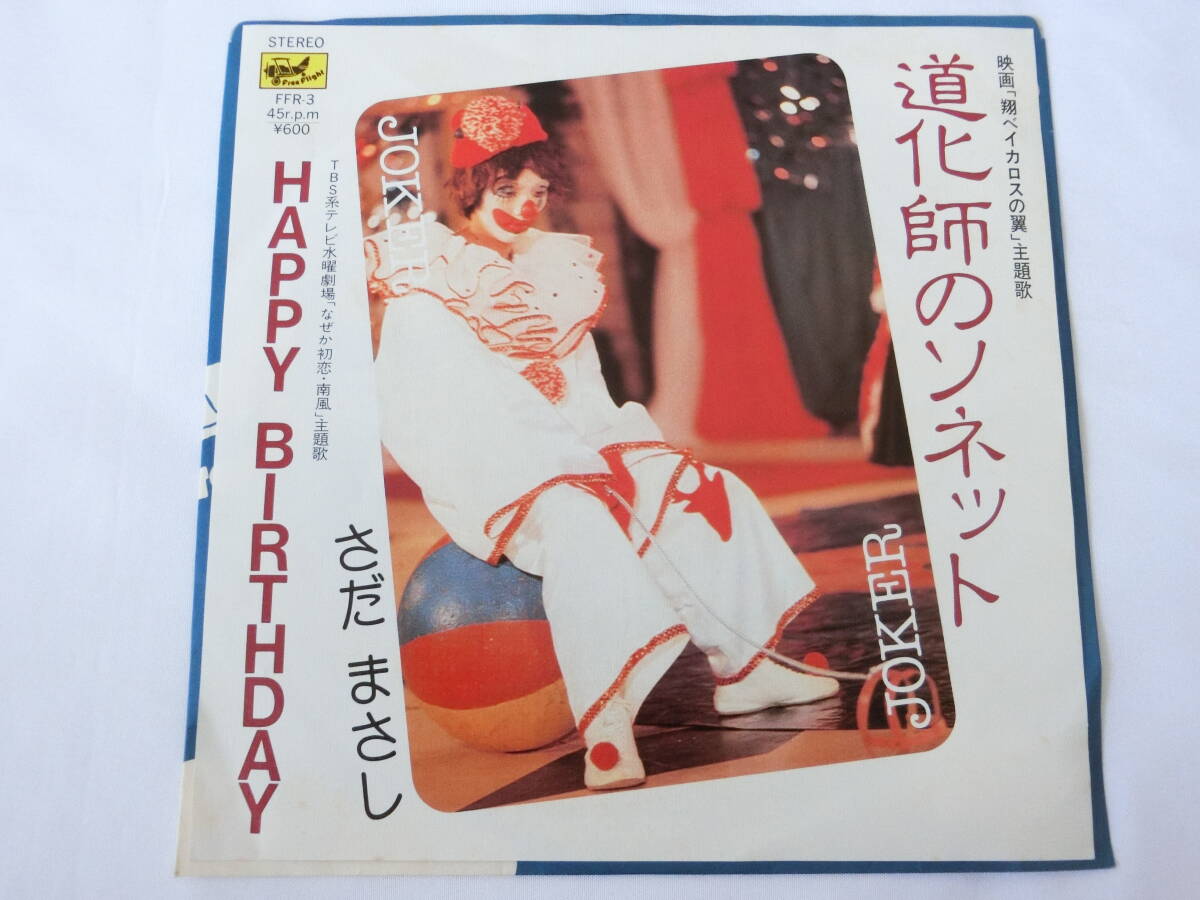 STEREO
Free Flight
FFR-3
45r.p.m
¥600
映画「翔べイカロスの翼」主題歌
道化師のソネット
JOKER
JOKER
TBS系テレビ水曜劇場「なぜか初恋・南風」主題歌
HAPPY BIRTHDAY
さだ まさし